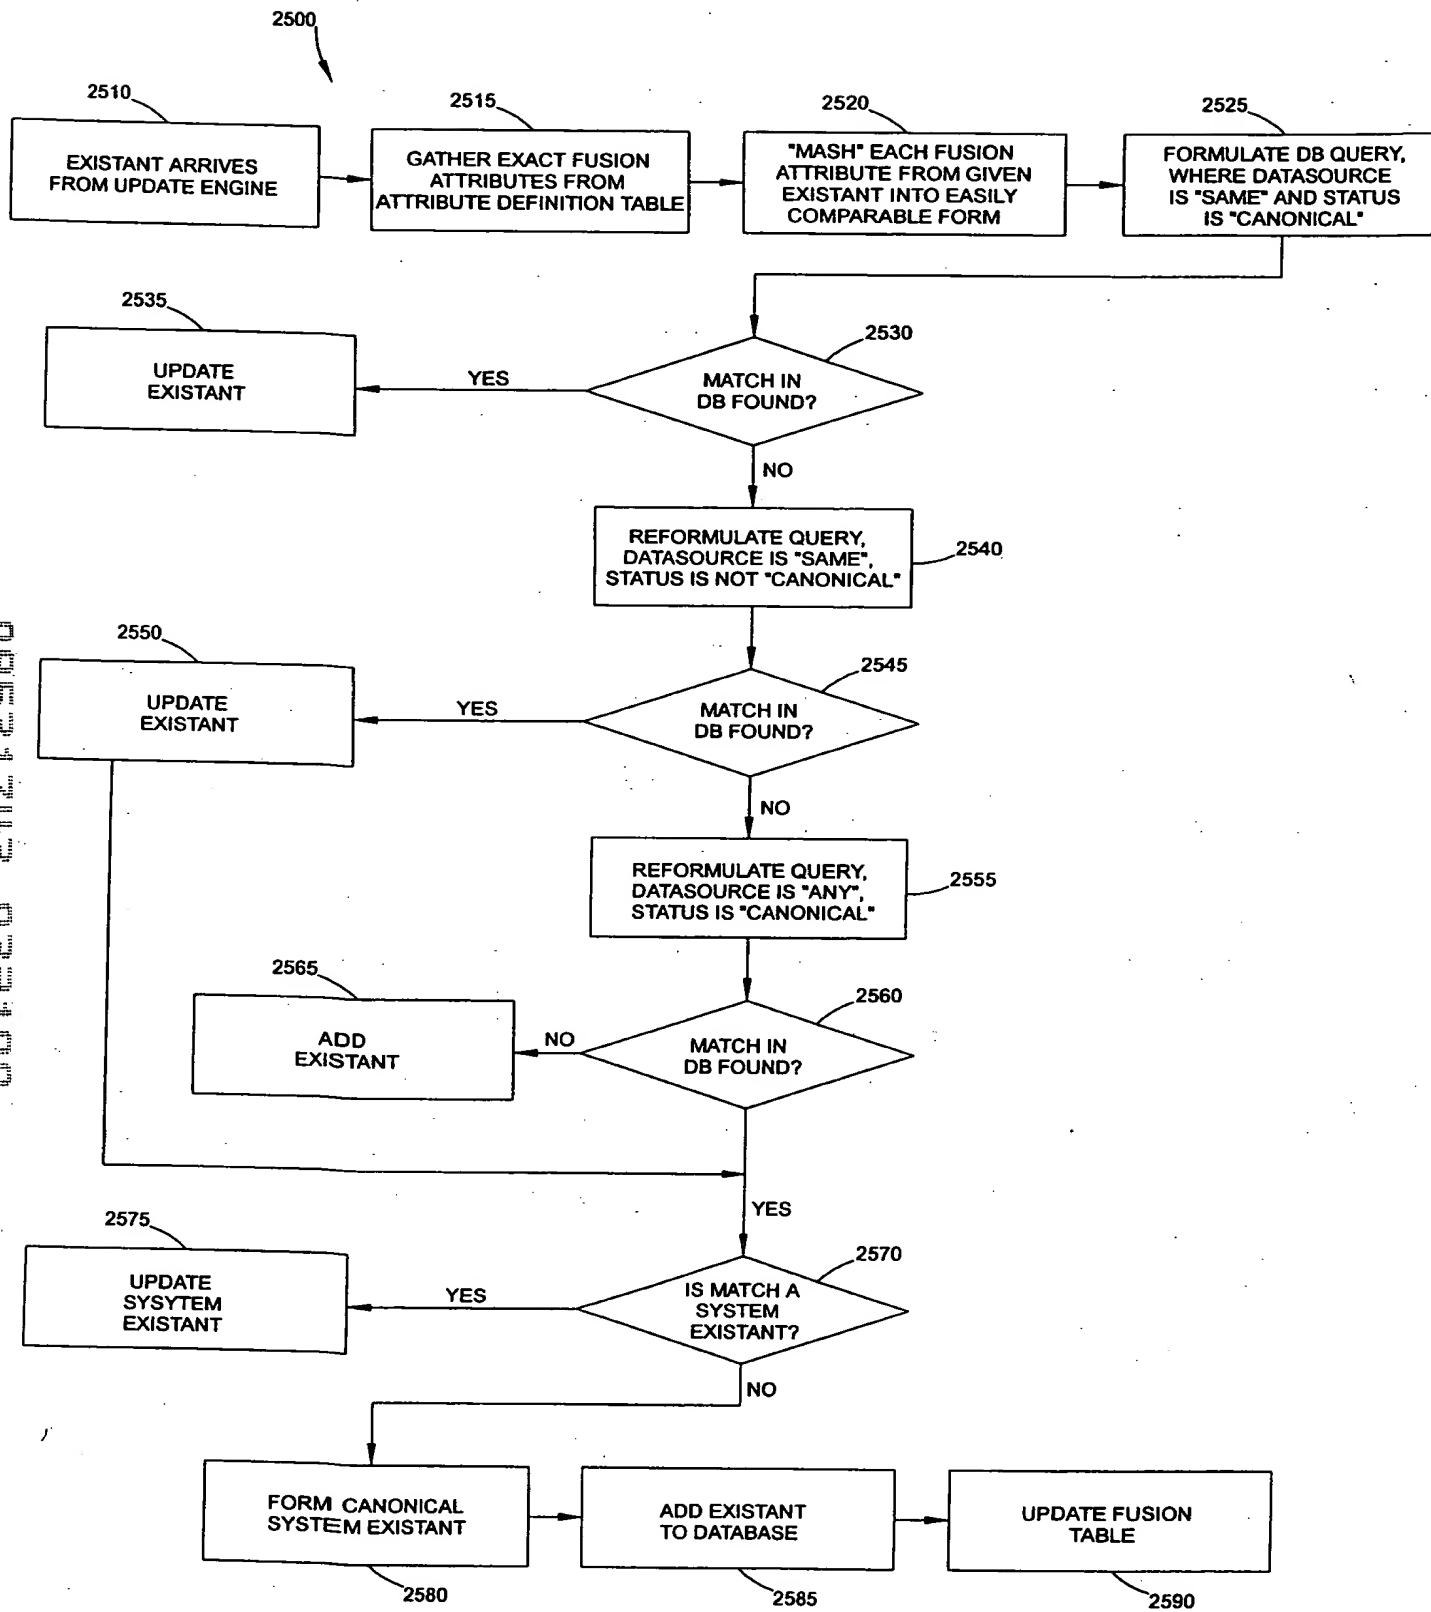 2500
2510
EXISTANT ARRIVES
FROM UPDATE ENGINE
2515
GATHER EXACT FUSION
ATTRIBUTES FROM
ATTRIBUTE DEFINITION TABLE
2520
"MASH" EACH FUSION
ATTRIBUTE FROM GIVEN
EXISTANT INTO EASILY
COMPARABLE FORM
2525
FORMULATE DB QUERY,
WHERE DATASOURCE
IS "SAME" AND STATUS
IS "CANONICAL"
2535
UPDATE
EXISTANT
YES
2530
MATCH IN
DB FOUND?
NO
REFORMULATE QUERY,
DATASOURCE IS "SAME",
STATUS IS NOT "CANONICAL"
2540
2550
UPDATE
EXISTANT
YES
2545
MATCH IN
DB FOUND?
NO
REFORMULATE QUERY,
DATASOURCE IS "ANY",
STATUS IS "CANONICAL"
2555
2565
ADD
EXISTANT
NO
2560
MATCH IN
DB FOUND?
YES
2575
UPDATE
SYSYTEM
EXISTANT
YES
2570
IS MATCH A
SYSTEM
EXISTANT?
NO
FORM CANONICAL
SYSTEM EXISTANT
2580
ADD EXISTANT
TO DATABASE
2585
UPDATE FUSION
TABLE
2590